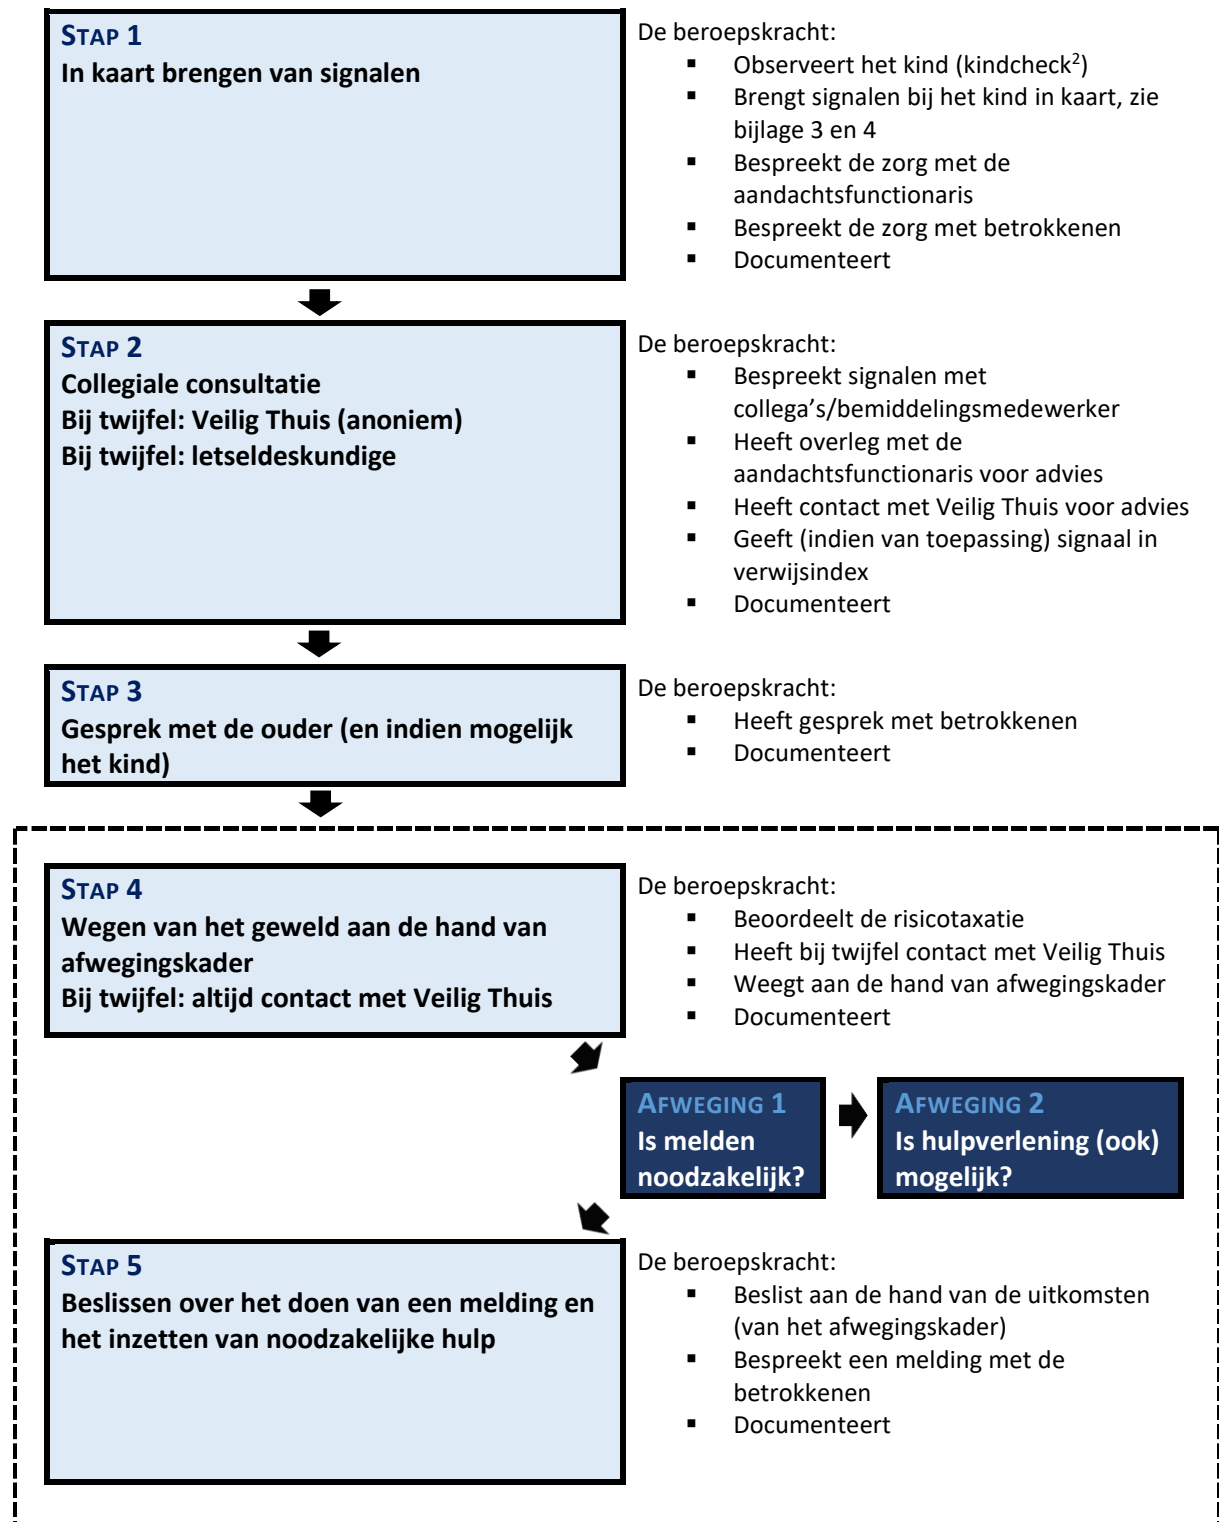 STAP 1
In kaart brengen van signalen
De beroepskracht:
▪ Observeert het kind (kindcheck²)
▪ Brengt signalen bij het kind in kaart, zie
bijlage 3 en 4
▪ Bespreekt de zorg met de
aandachtsfunctionaris
▪ Bespreekt de zorg met betrokkenen
▪ Documenteert
STAP 2
Collegiale consultatie
Bij twijfel: Veilig Thuis (anoniem)
Bij twijfel: letseldeskundige
De beroepskracht:
▪ Bespreekt signalen met
collega’s/bemiddelingsmedewerker
▪ Heeft overleg met de
aandachtsfunctionaris voor advies
▪ Heeft contact met Veilig Thuis voor advies
▪ Geeft (indien van toepassing) signaal in
verwijsindex
▪ Documenteert
STAP 3
Gesprek met de ouder (en indien mogelijk
het kind)
De beroepskracht:
▪ Heeft gesprek met betrokkenen
▪ Documenteert
STAP 4
Wegen van het geweld aan de hand van
afwegingskader
Bij twijfel: altijd contact met Veilig Thuis
De beroepskracht:
▪ Beoordeelt de risicotaxatie
▪ Heeft bij twijfel contact met Veilig Thuis
▪ Weegt aan de hand van afwegingskader
▪ Documenteert
AFWEGING 1
Is melden
noodzakelijk?
AFWEGING 2
Is hulpverlening (ook)
mogelijk?
STAP 5
Beslissen over het doen van een melding en
het inzetten van noodzakelijke hulp
De beroepskracht:
▪ Beslist aan de hand van de uitkomsten
(van het afwegingskader)
▪ Bespreekt een melding met de
betrokkenen
▪ Documenteert